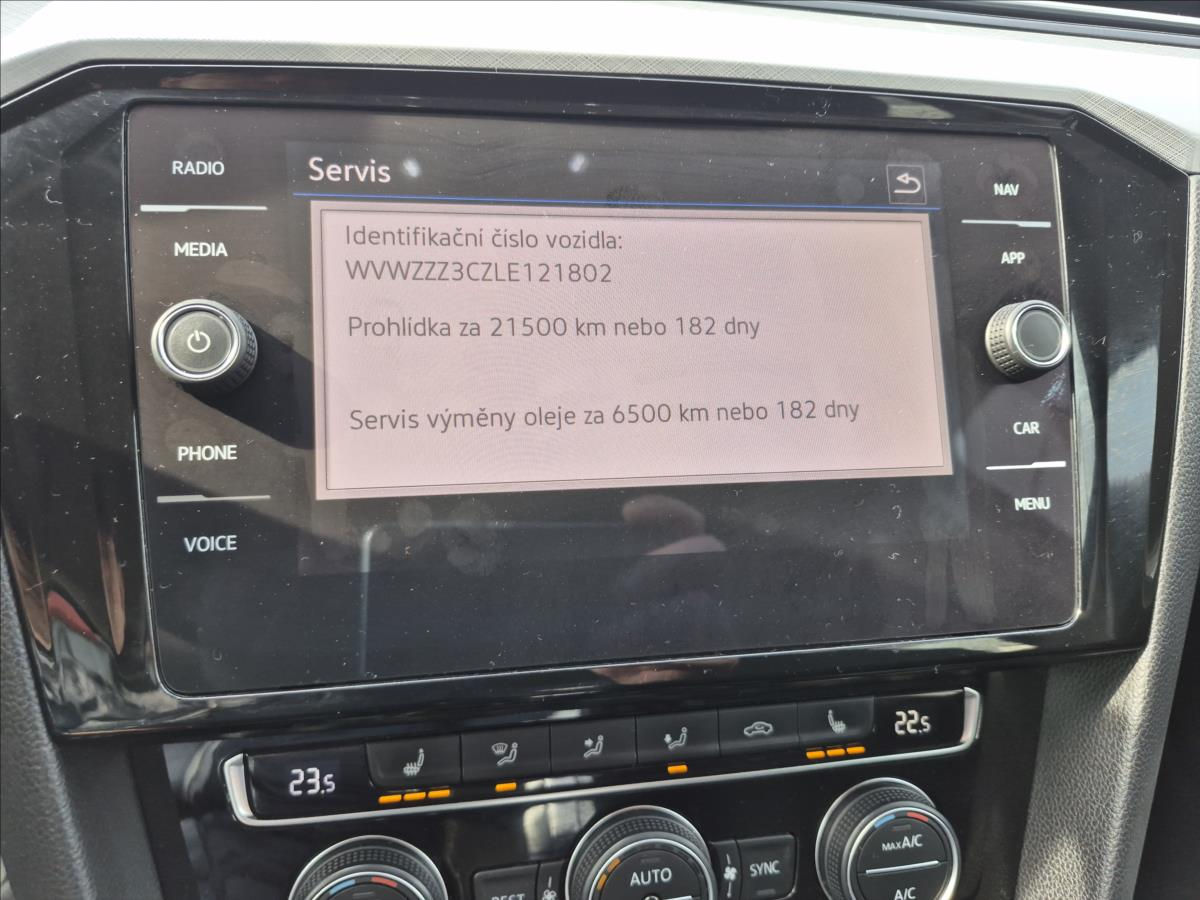 Servis
RADIO
MEDIA
PHONE
VOICE
Identifikační číslo vozidla:
WVWZZZ3CZLE121802
Prohlídka za 21500 km nebo 182 dny
Servis výměny oleje za 6500 km nebo 182 dny
NAV
APP
CAR
MENU
23.5
22.5
REST
AUTO
SYNC
MAX A/C
A/C